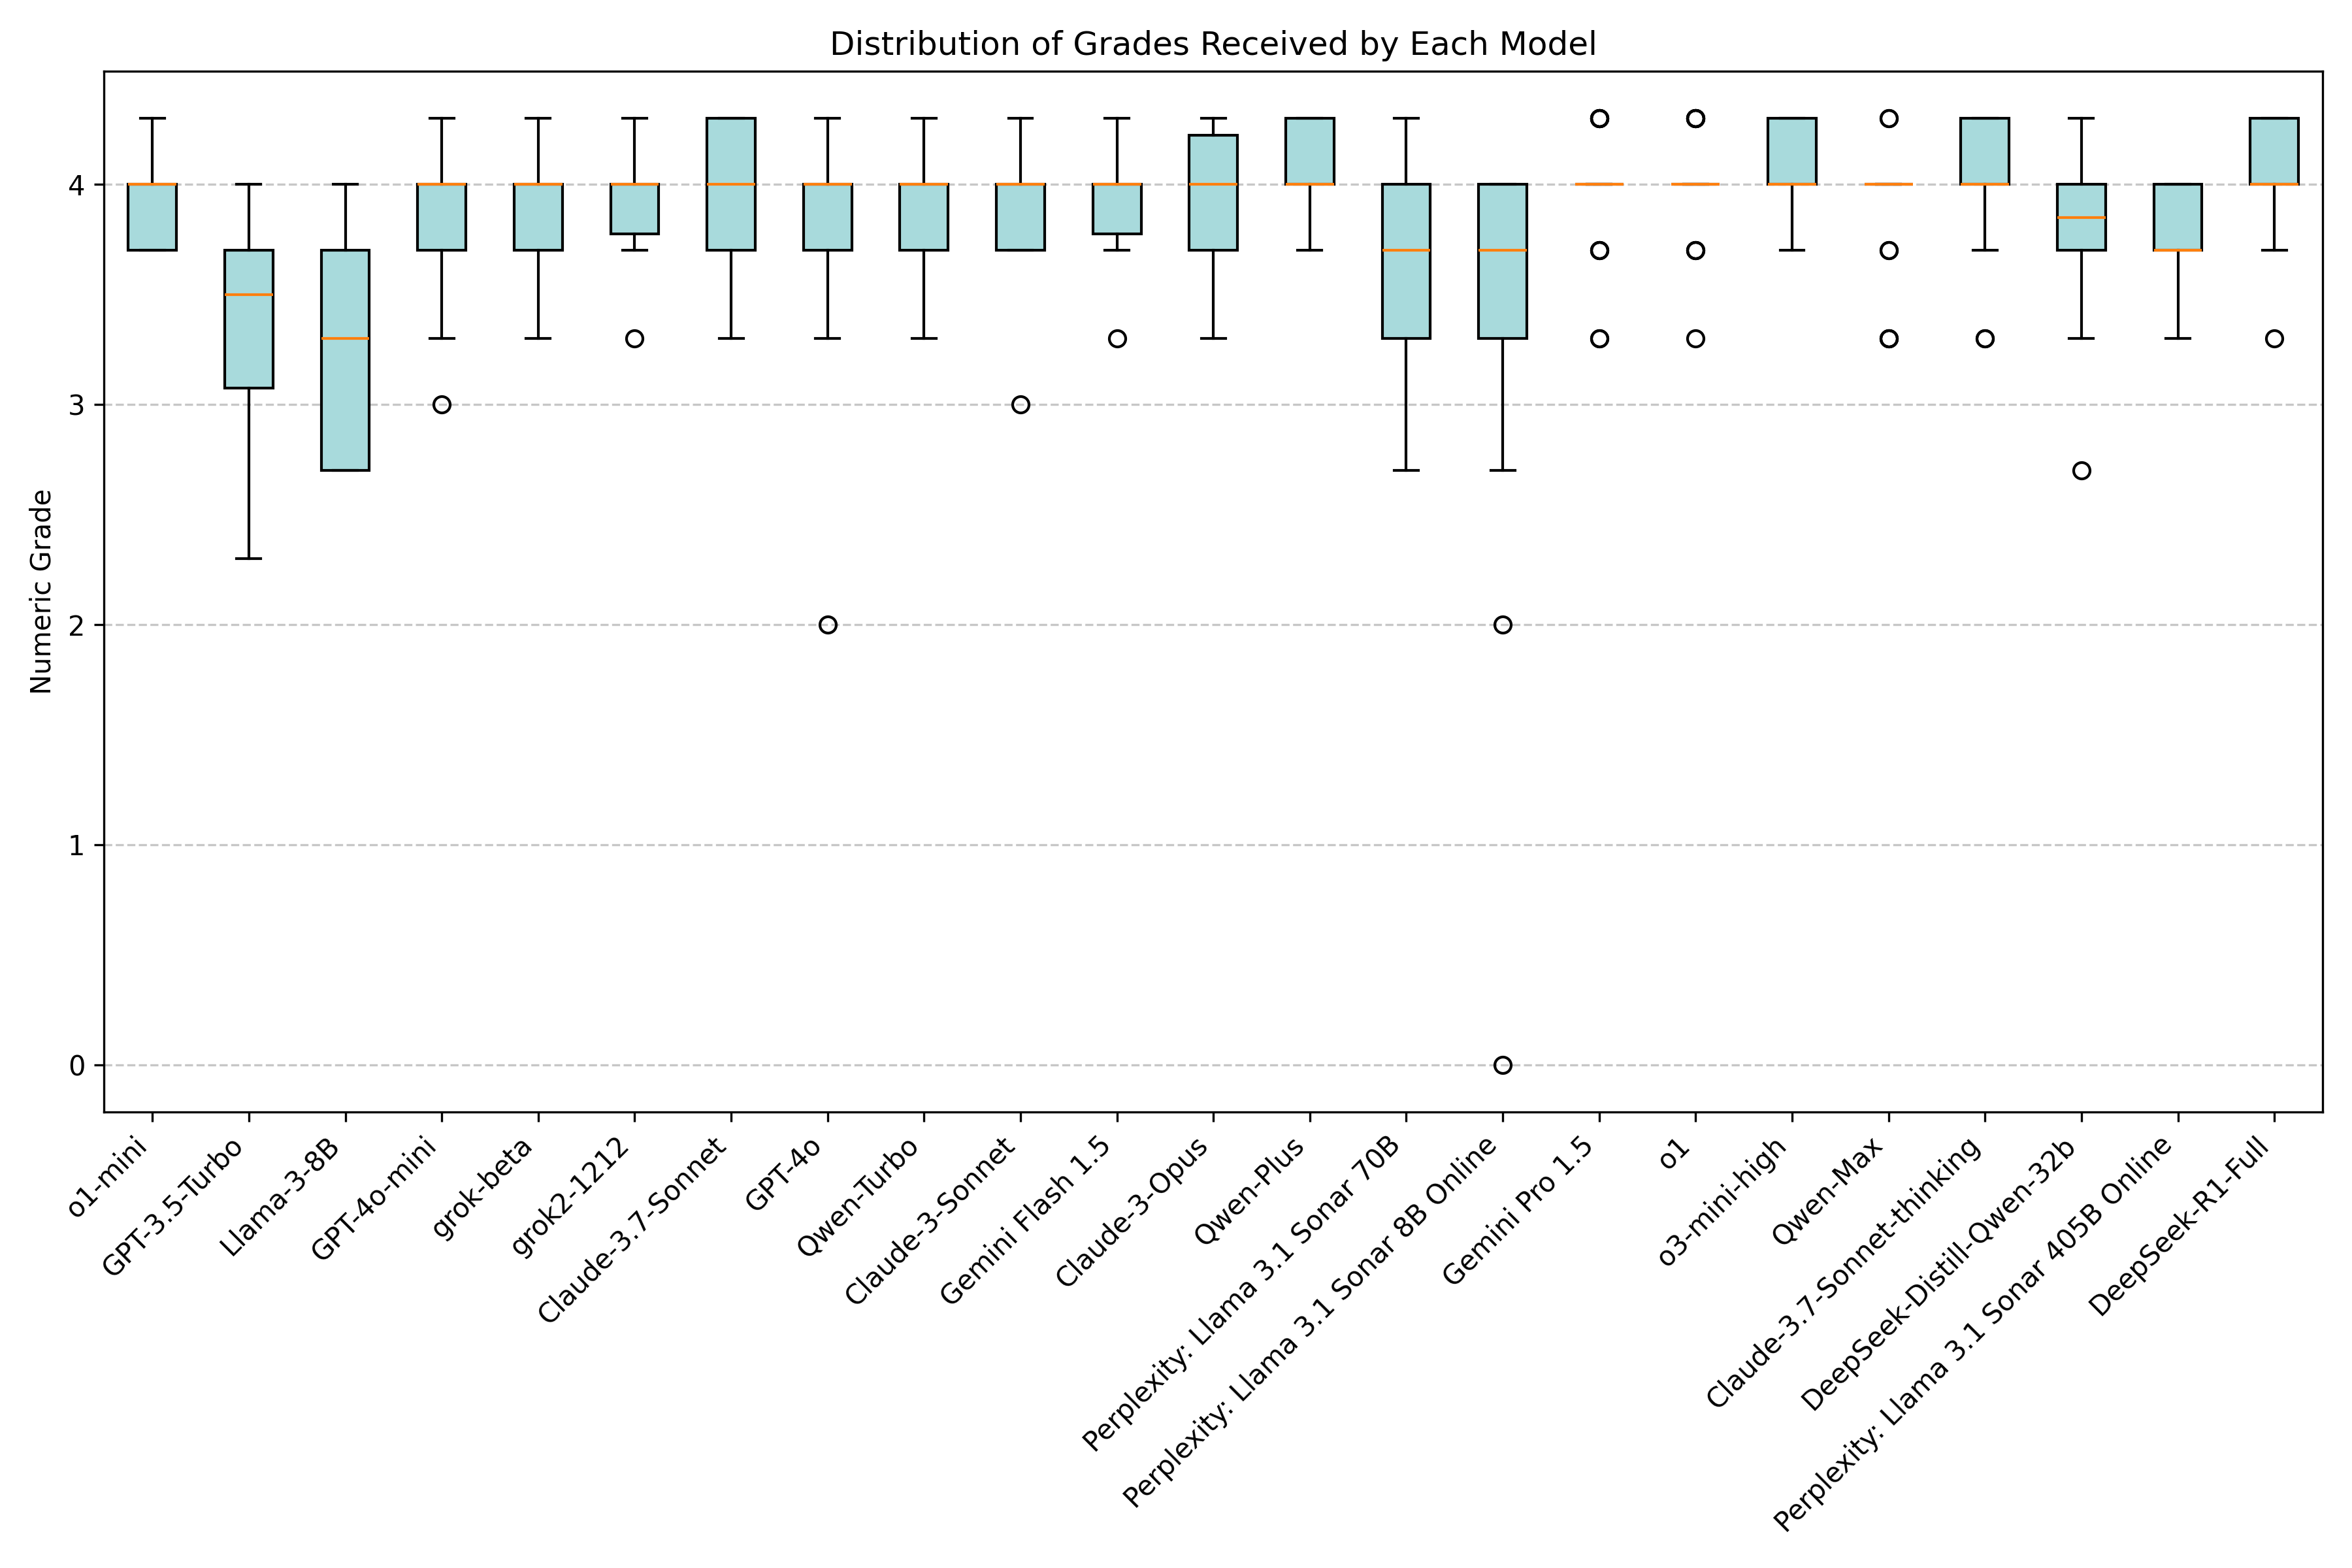 Distribution of Grades Received by Each Model
Numeric Grade
4
3
2
1
0
o1-mini
GPT-3.5-Turbo
Llama-3-8B
GPT-4o-mini
grok-beta
grok2-1212
Claude-3.7-Sonnet
GPT-4o
Qwen-Turbo
Claude-3-Sonnet
Gemini Flash 1.5
Claude-3-Opus
Qwen-Plus
Perplexity: Llama 3.1 Sonar 70B
Perplexity: Llama 3.1 Sonar 8B Online
Gemini Pro 1.5
o1
o3-mini-high
Qwen-Max
Claude-3.7-Sonnet-thinking
DeepSeek-Distill-Qwen-32b
Perplexity: Llama 3.1 Sonar 405B Online
DeepSeek-R1-Full